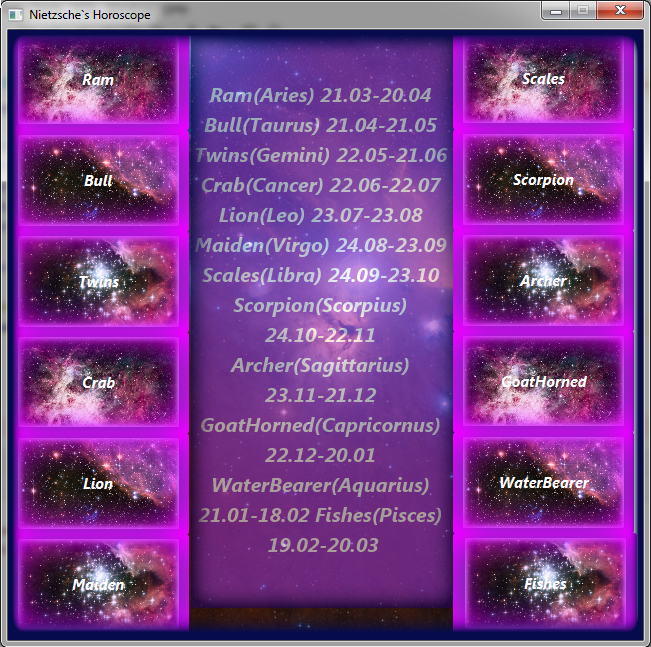 Nietzsche`s Horoscope
Ram
Bull
Twins
Crab
Lion
Maiden
Ram(Aries) 21.03-20.04
Bull(Taurus) 21.04-21.05
Twins(Gemini) 22.05-21.06
Crab(Cancer) 22.06-22.07
Lion(Leo) 23.07-23.08
Maiden(Virgo) 24.08-23.09
Scales(Libra) 24.09-23.10
Scorpion(Scorpius)
24.10-22.11
Archer(Sagittarius)
23.11-21.12
GoatHorned(Capricornus)
22.12-20.01
WaterBearer(Aquarius)
21.01-18.02 Fishes(Pisces)
19.02-20.03
Scales
Scorpion
Archer
GoatHorned
WaterBearer
Fishes